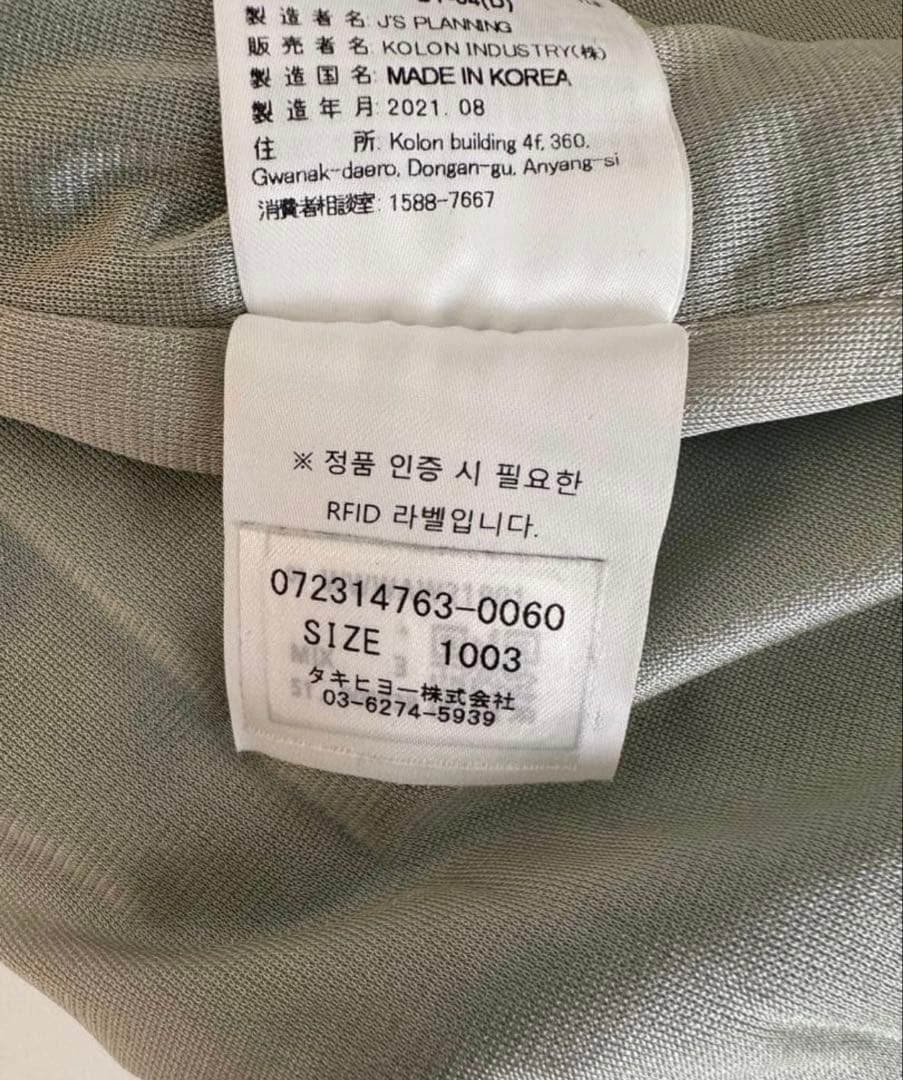 製造者名: J'S PLANNING
販売者名: KOLON INDUSTRY(株)
製造国名: MADE IN KOREA
製造年月: 2021. 08
住所: Kolon building 4f, 360,
Gwanak-daero, Dongan-gu, Anyang-si
消費者相談室: 1588-7667
※ 정품 인증 시 필요한
RFID 라벨입니다.
072314763-0060
SIZE 1003
タキヒヨー株式会社
03-6274-5939